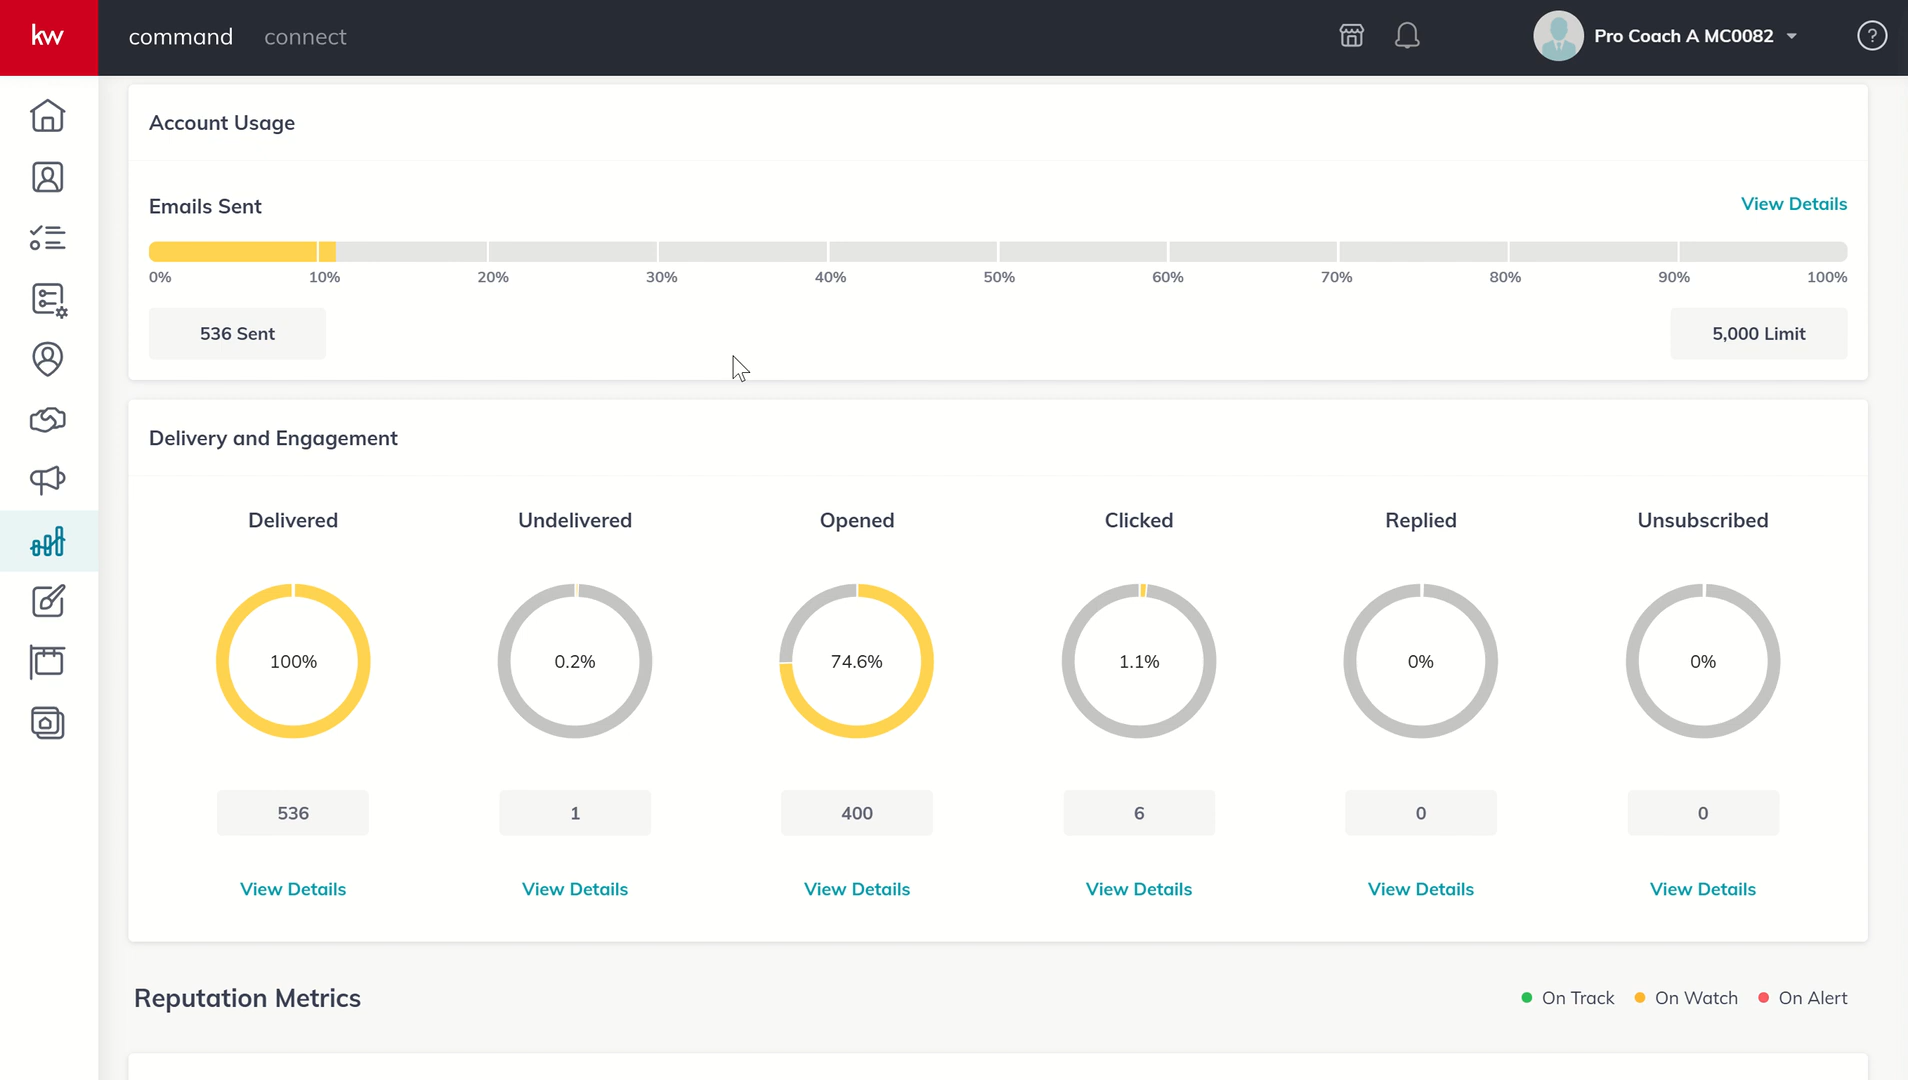 kw
command connect
Pro Coach A MC0082
?
Account Usage
Emails Sent
View Details
0% 10% 20% 30% 40% 50% 60% 70% 80% 90% 100%
536 Sent
5,000 Limit
Delivery and Engagement
Delivered Undelivered Opened Clicked Replied Unsubscribed
100% 0.2% 74.6% 1.1% 0% 0%
536 1 400 6 0 0
View Details View Details View Details View Details View Details View Details
Reputation Metrics
On Track On Watch On Alert